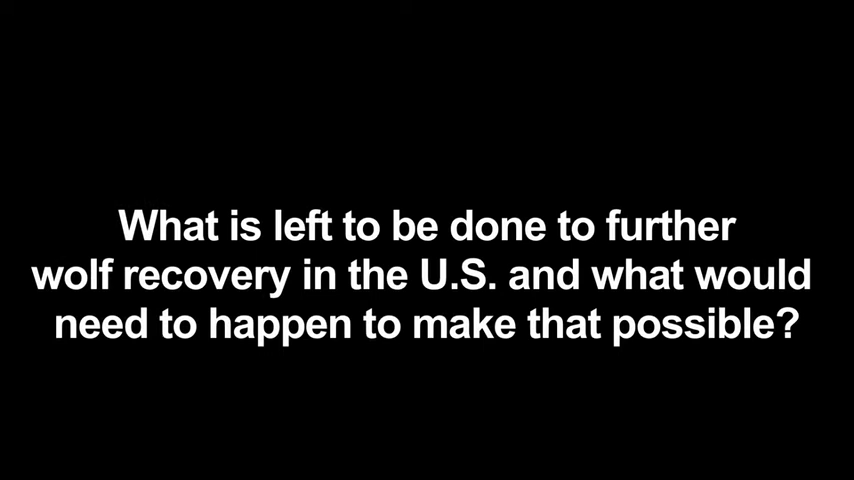 What is left to be done to further
wolf recovery in the U.S. and what would
need to happen to make that possible?